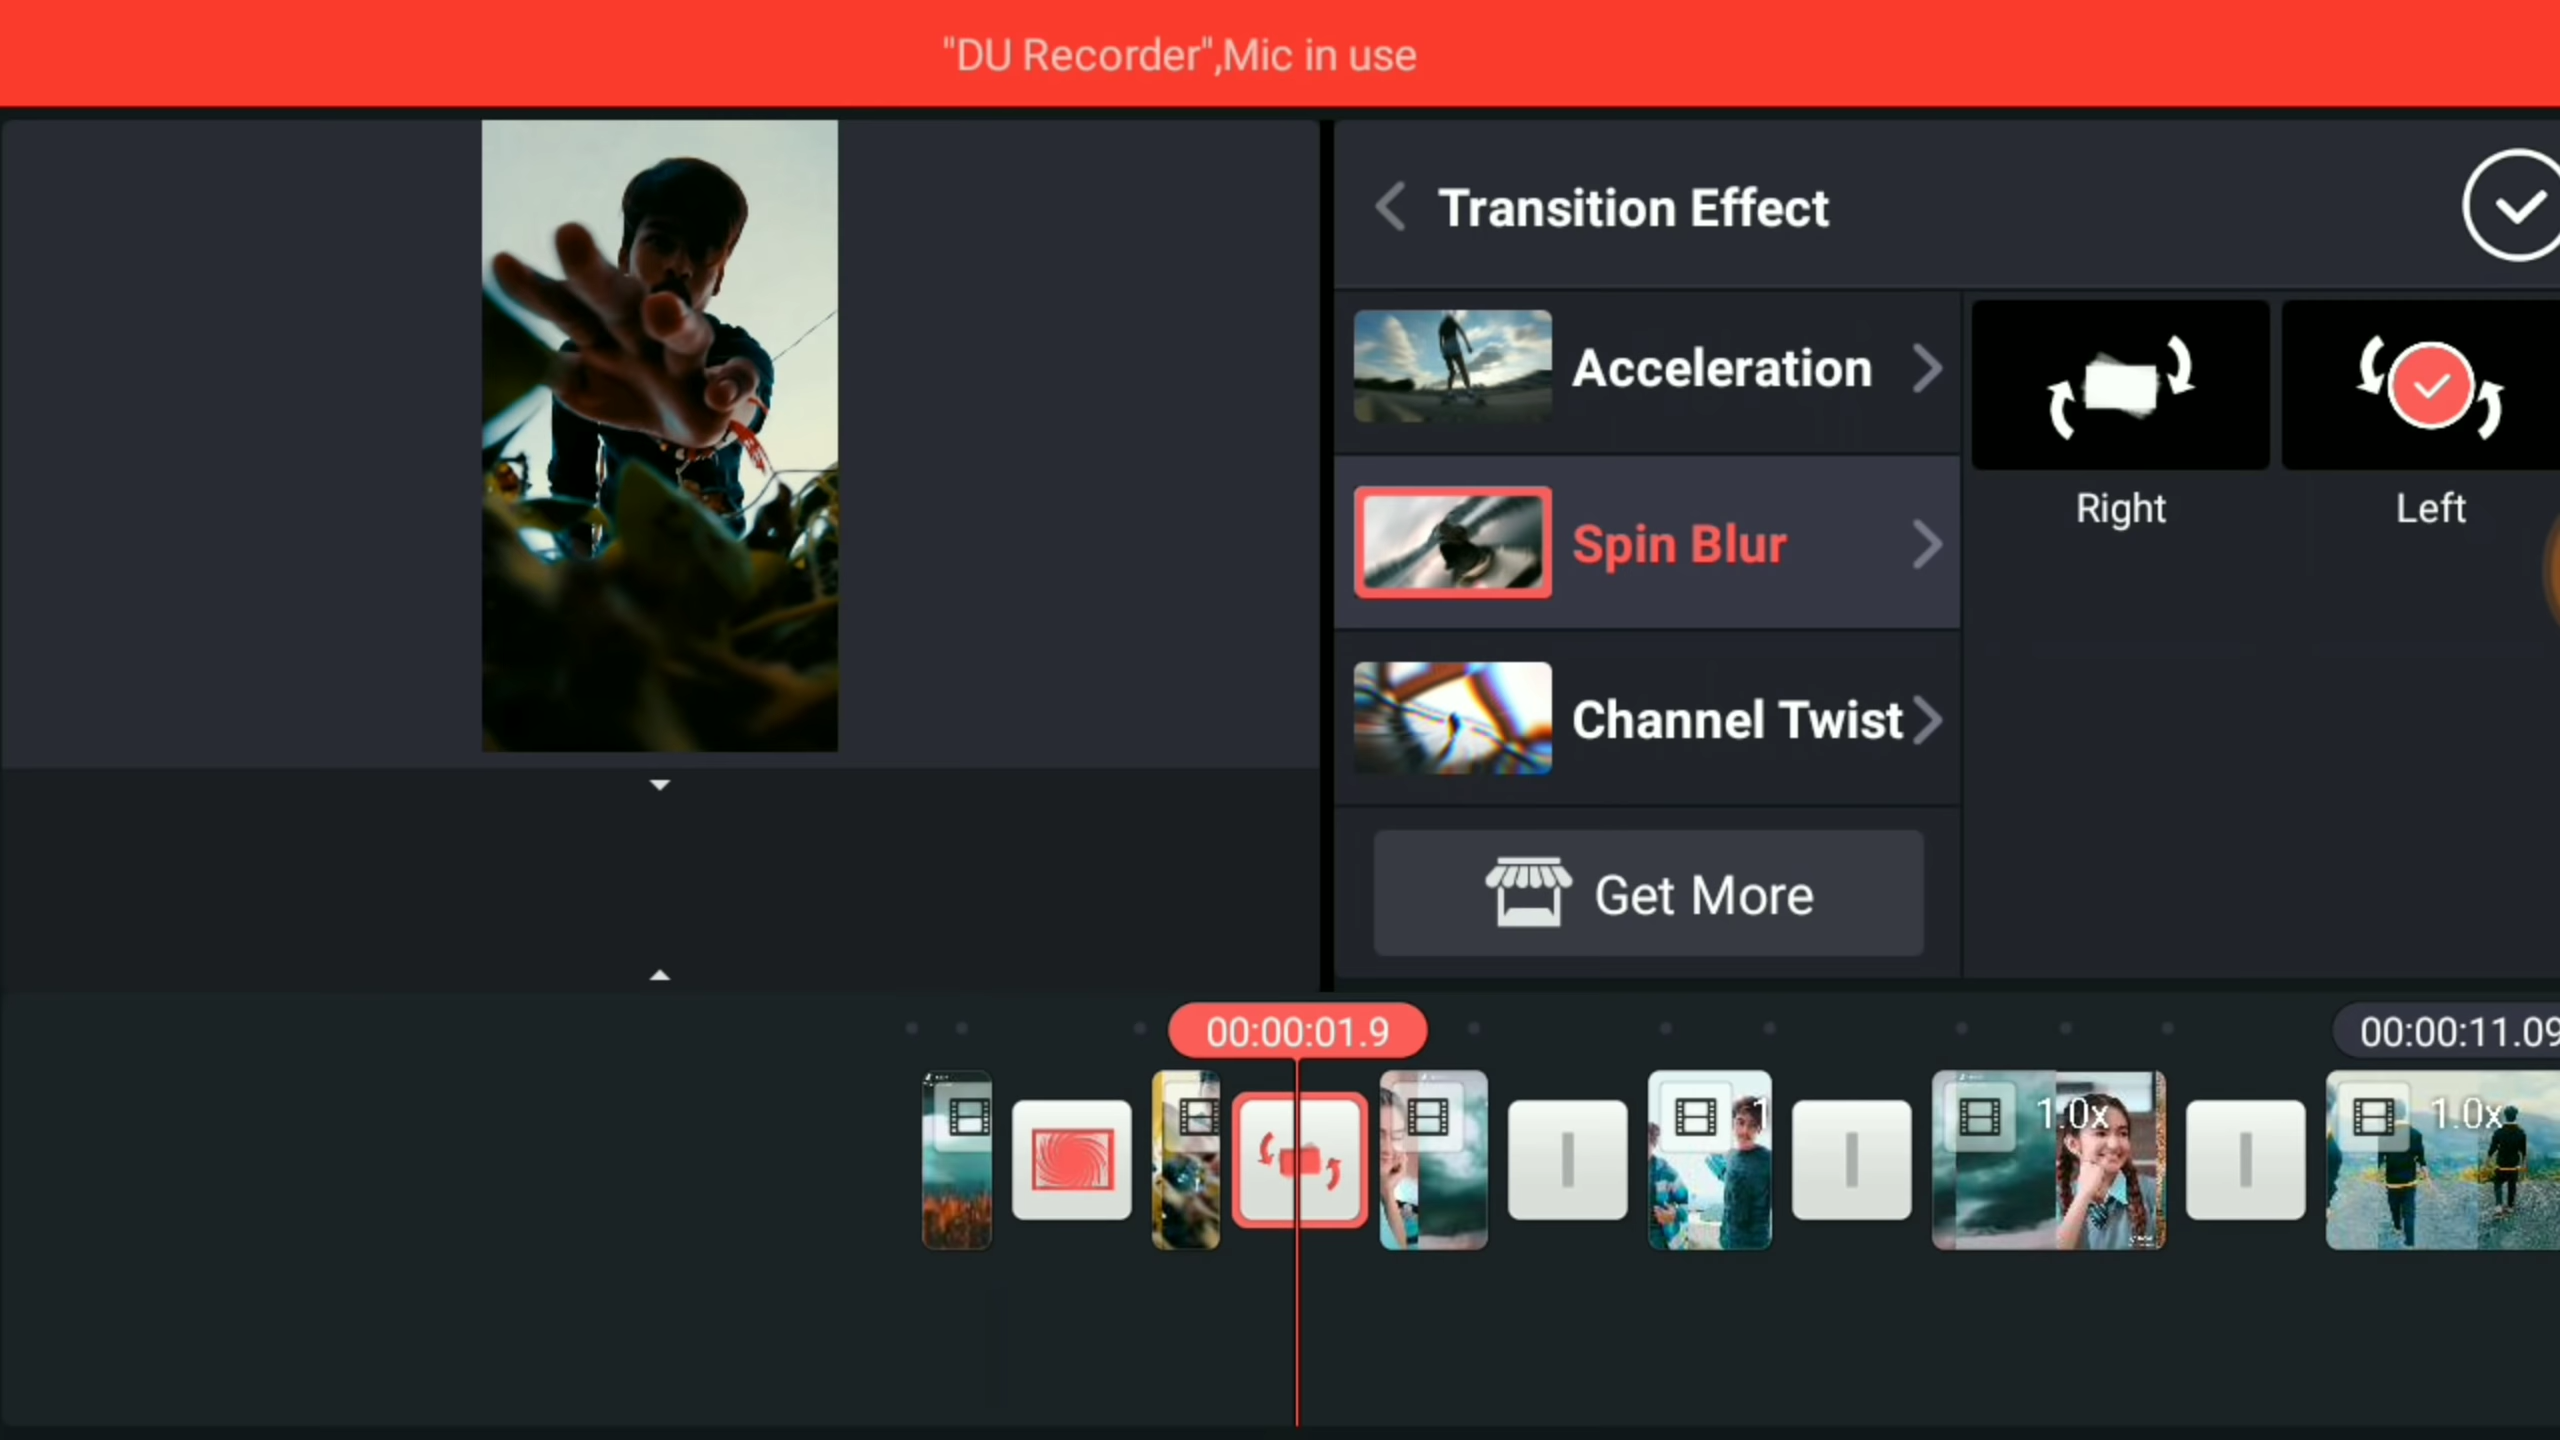 "DU Recorder",Mic in use
Transition Effect
Acceleration
Spin Blur
Channel Twist
Get More
Right
Left
00:00:01.9
00:00:11.09
1
1.0x
1.0x